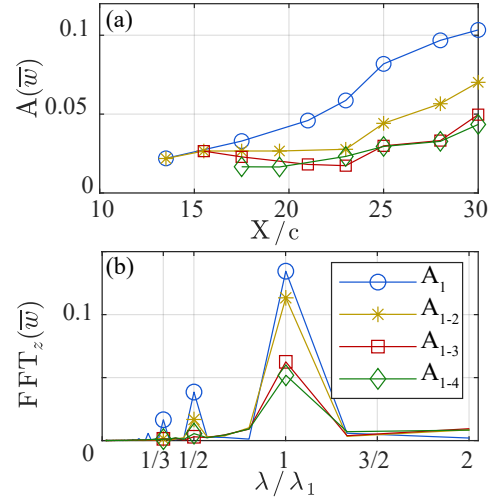 (a)
0.1
0.05
0
A(w̅)
10 15 20 25 30
X/c
(b)
0.1
0
FFT_z(w̅)
A_1
A_1-2
A_1-3
A_1-4
1/3 1/2 1 3/2 2
λ/λ_1